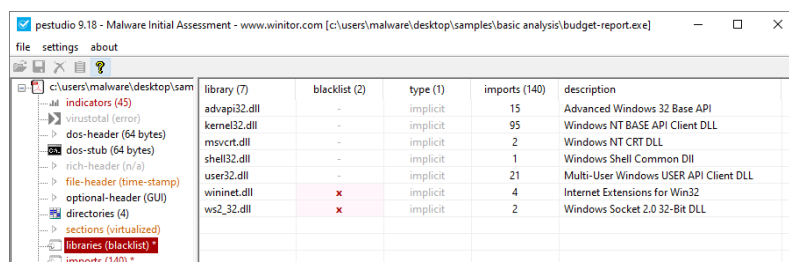 pestudio 9.18 - Malware Initial Assessment - www.winitor.com [c:\users\malware\desktop\samples\basic analysis\budget-report.exe]
file settings about
c:\users\malware\desktop\sam
indicators (45)
virustotal (error)
dos-header (64 bytes)
dos-stub (64 bytes)
rich-header (n/a)
file-header (time-stamp)
optional-header (GUI)
directories (4)
sections (virtualized)
libraries (blacklist) *
imports (140) *
library (7) blacklist (2) type (1) imports (140) description
advapi32.dll - implicit 15 Advanced Windows 32 Base API
kernel32.dll - implicit 95 Windows NT BASE API Client DLL
msvcrt.dll - implicit 2 Windows NT CRT DLL
shell32.dll - implicit 1 Windows Shell Common Dll
user32.dll - implicit 21 Multi-User Windows USER API Client DLL
wininet.dll x implicit 4 Internet Extensions for Win32
ws2_32.dll x implicit 2 Windows Socket 2.0 32-Bit DLL